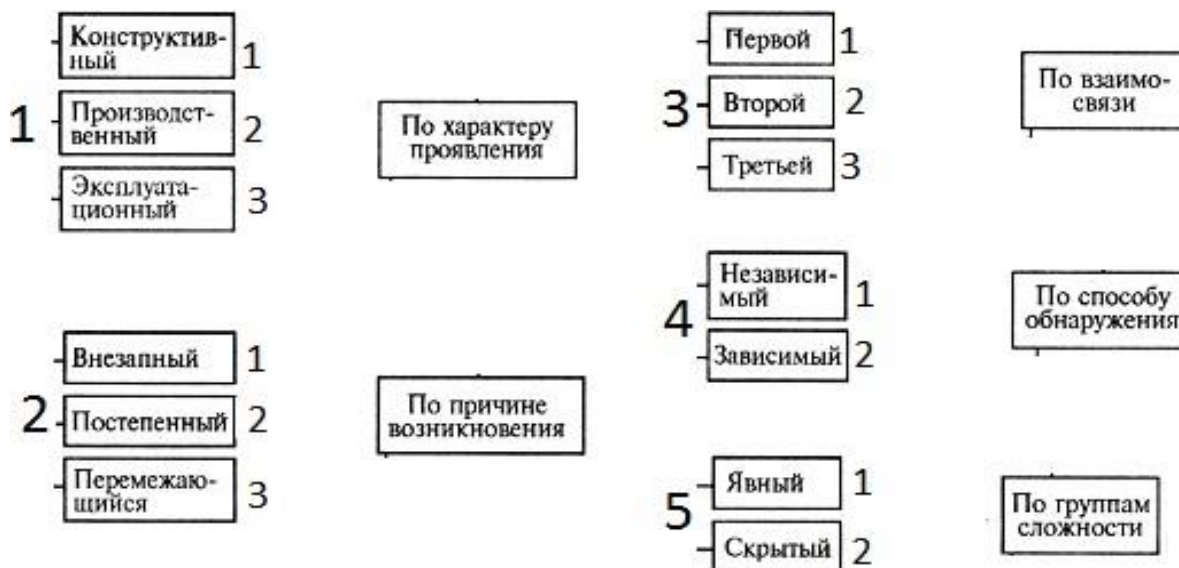 Конструктив-
ный
1
1
Производст-
венный
2
Эксплуата-
ционный
3
По характеру
проявления
2
Внезапный
1
Постепенный
2
Перемежаю-
щийся
3
По причине
возникновения
3
Первой
1
Второй
2
Третьей
3
По взаимо-
связи
4
Независи-
мый
1
Зависимый
2
По способу
обнаружения
5
Явный
1
Скрытый
2
По группам
сложности